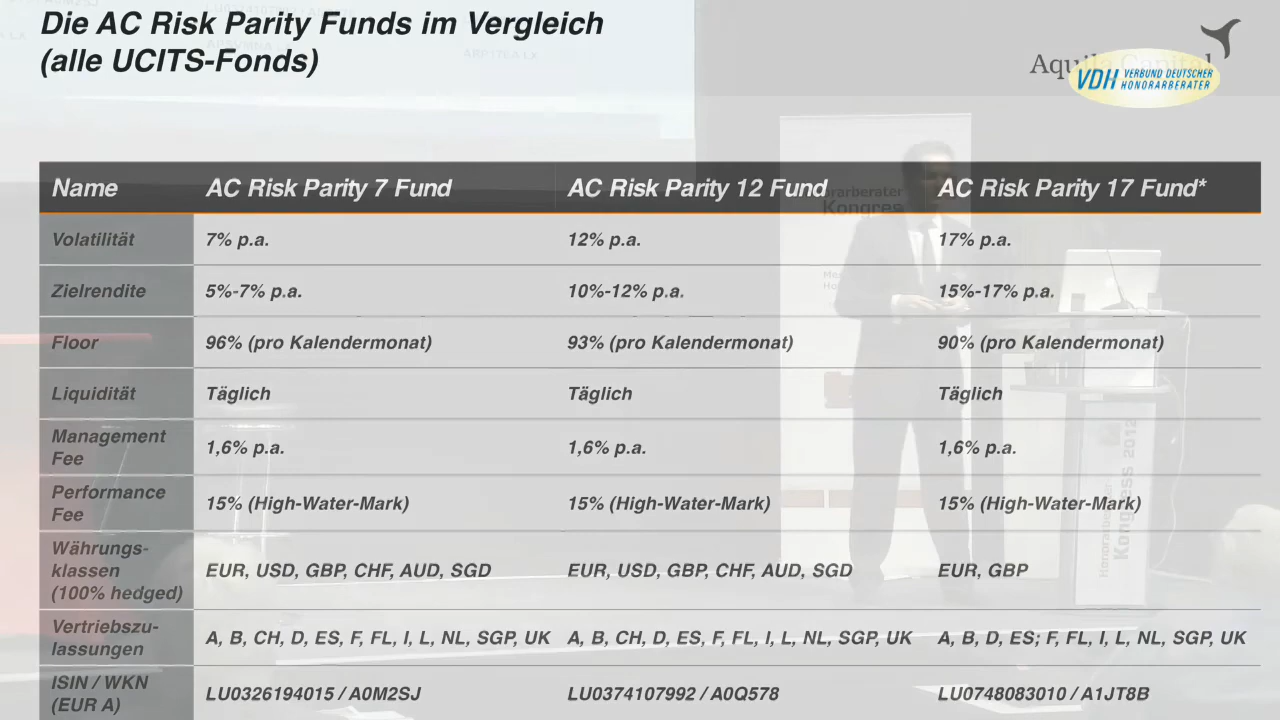 Die AC Risk Parity Funds im Vergleich
(alle UCITS-Fonds)
VDH VERBUND DEUTSCHER
HONORARBERATER
Name AC Risk Parity 7 Fund AC Risk Parity 12 Fund AC Risk Parity 17 Fund*
Volatilität 7% p.a. 12% p.a. 17% p.a.
Zielrendite 5%-7% p.a. 10%-12% p.a. 15%-17% p.a.
Floor 96% (pro Kalendermonat) 93% (pro Kalendermonat) 90% (pro Kalendermonat)
Liquidität Täglich Täglich Täglich
Management
Fee 1,6% p.a. 1,6% p.a. 1,6% p.a.
Performance
Fee 15% (High-Water-Mark) 15% (High-Water-Mark) 15% (High-Water-Mark)
Währungs-
klassen
(100% hedged) EUR, USD, GBP, CHF, AUD, SGD EUR, USD, GBP, CHF, AUD, SGD EUR, GBP
Vertriebszu-
lassungen A, B, CH, D, ES, F, FL, I, L, NL, SGP, UK A, B, CH, D, ES, F, FL, I, L, NL, SGP, UK A, B, D, ES; F, FL, I, L, NL, SGP, UK
ISIN / WKN
(EUR A) LU0326194015 / A0M2SJ LU0374107992 / A0Q578 LU0748083010 / A1JT8B
Kongress 2012